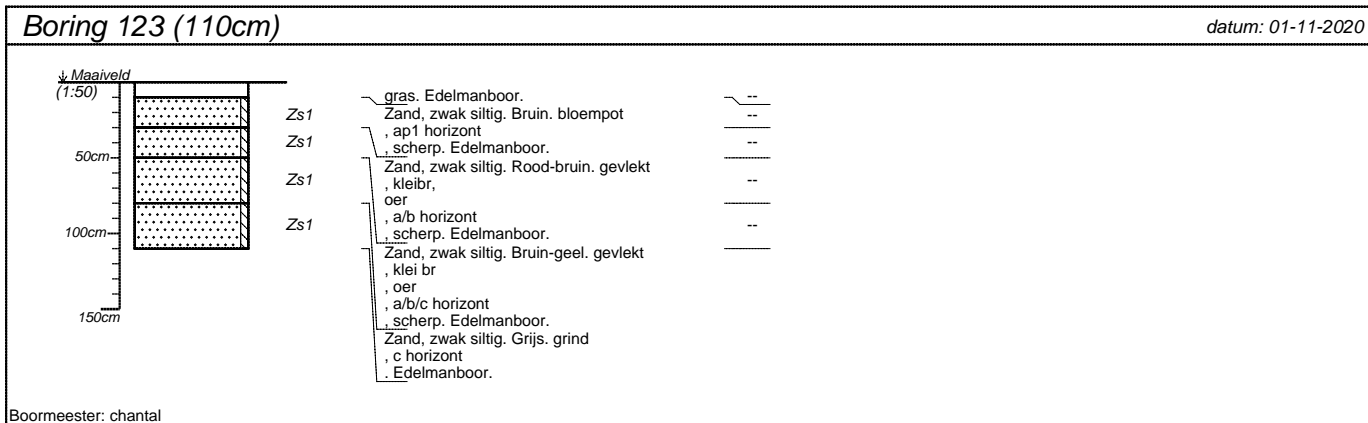 Boring 123 (110cm)
datum: 01-11-2020
Maaiveld
(1:50)
50cm
100cm
150cm
Zs1
Zs1
Zs1
Zs1
gras. Edelmanboor.
Zand, zwak siltig. Bruin. bloempot
, ap1 horizont
, scherp. Edelmanboor.
Zand, zwak siltig. Rood-bruin. gevlekt
, kleibr,
oer
, a/b horizont
, scherp. Edelmanboor.
Zand, zwak siltig. Bruin-geel. gevlekt
, klei br
, oer
, a/b/c horizont
, scherp. Edelmanboor.
Zand, zwak siltig. Grijs. grind
, c horizont
. Edelmanboor.
--
--
--
--
--
Boormeester: chantal